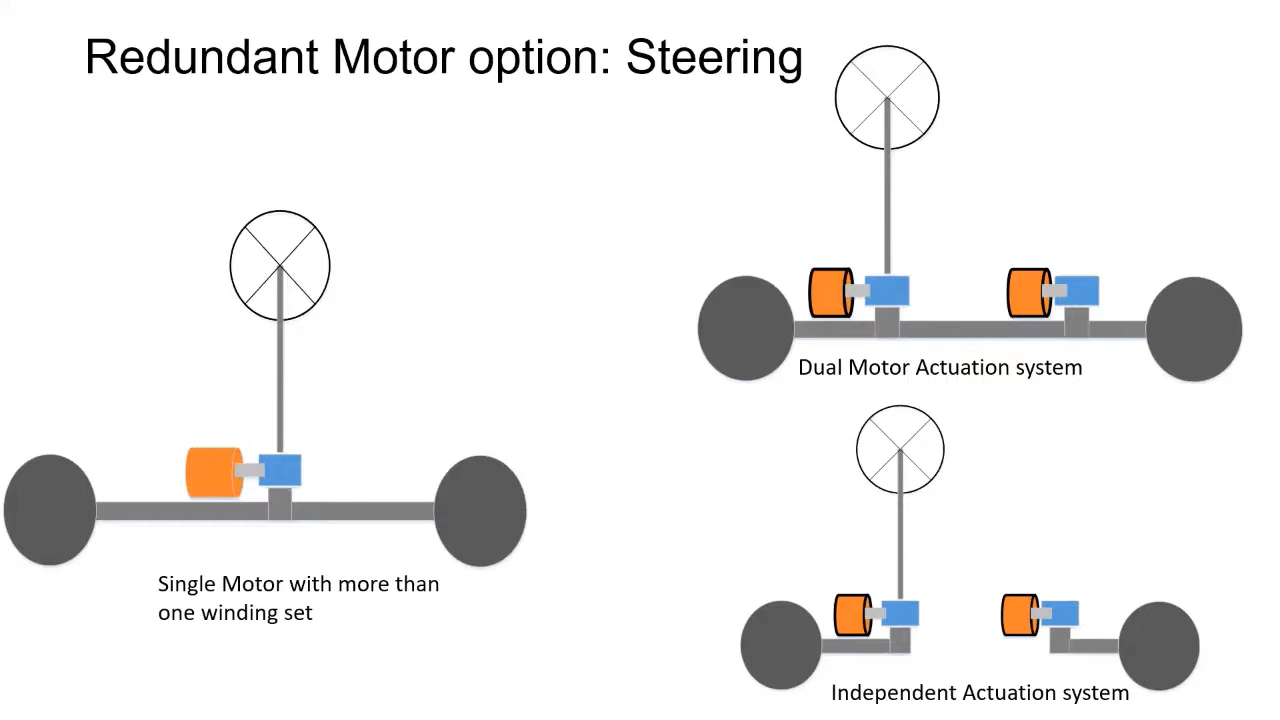 Redundant Motor option: Steering
Dual Motor Actuation system
Single Motor with more than
one winding set
Independent Actuation system